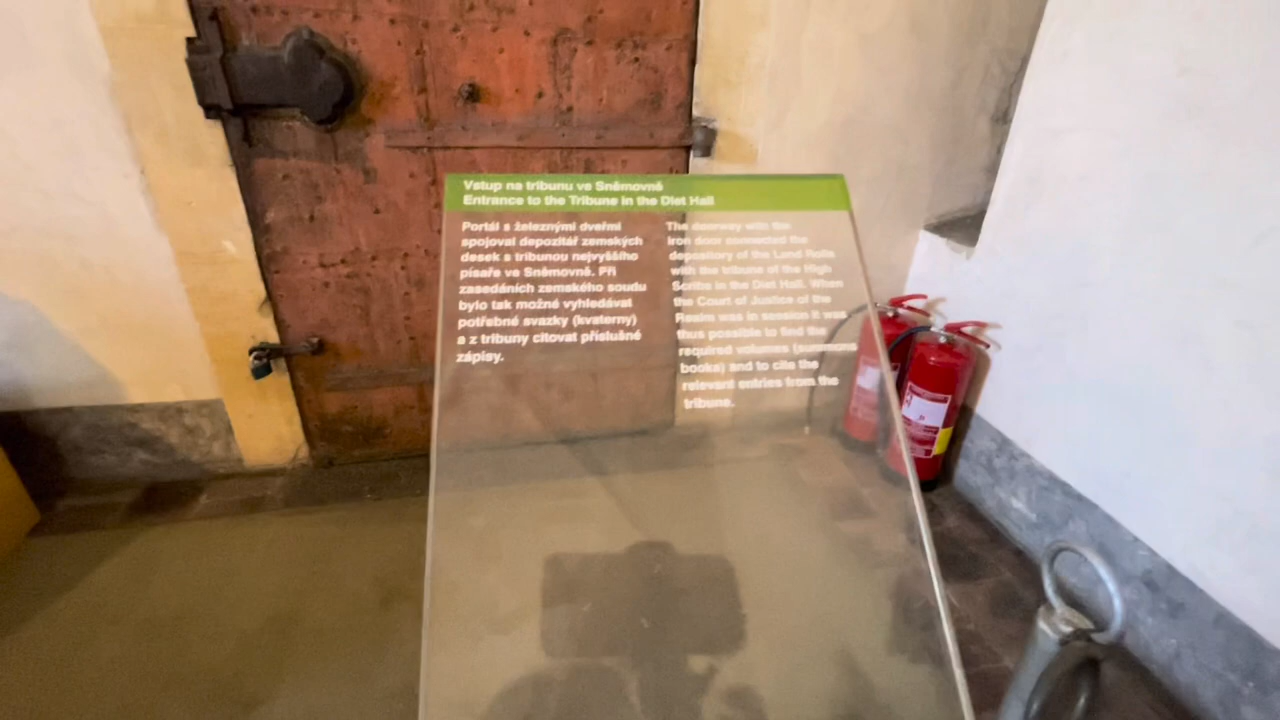 Vstup na tribunu ve Sněmovně
Entrance to the Tribune in the Diet Hall
Portál s železnými dveřmi
spojoval depozitář zemských
desek s tribunou nejvyššího
písaře ve Sněmovně. Při
zasedáních zemského soudu
bylo tak možné vyhledávat
potřebné svazky (kvaterny)
a z tribuny citovat příslušné
zápisy.
The doorway with the
iron door connected the
depository of the Land Rolls
with the tribune of the High
Scribe in the Diet Hall. When
the Court of Justice of the
Realm was in session it was
thus possible to find the
required volumes (summons
books) and to cite the
relevant entries from the
tribune.